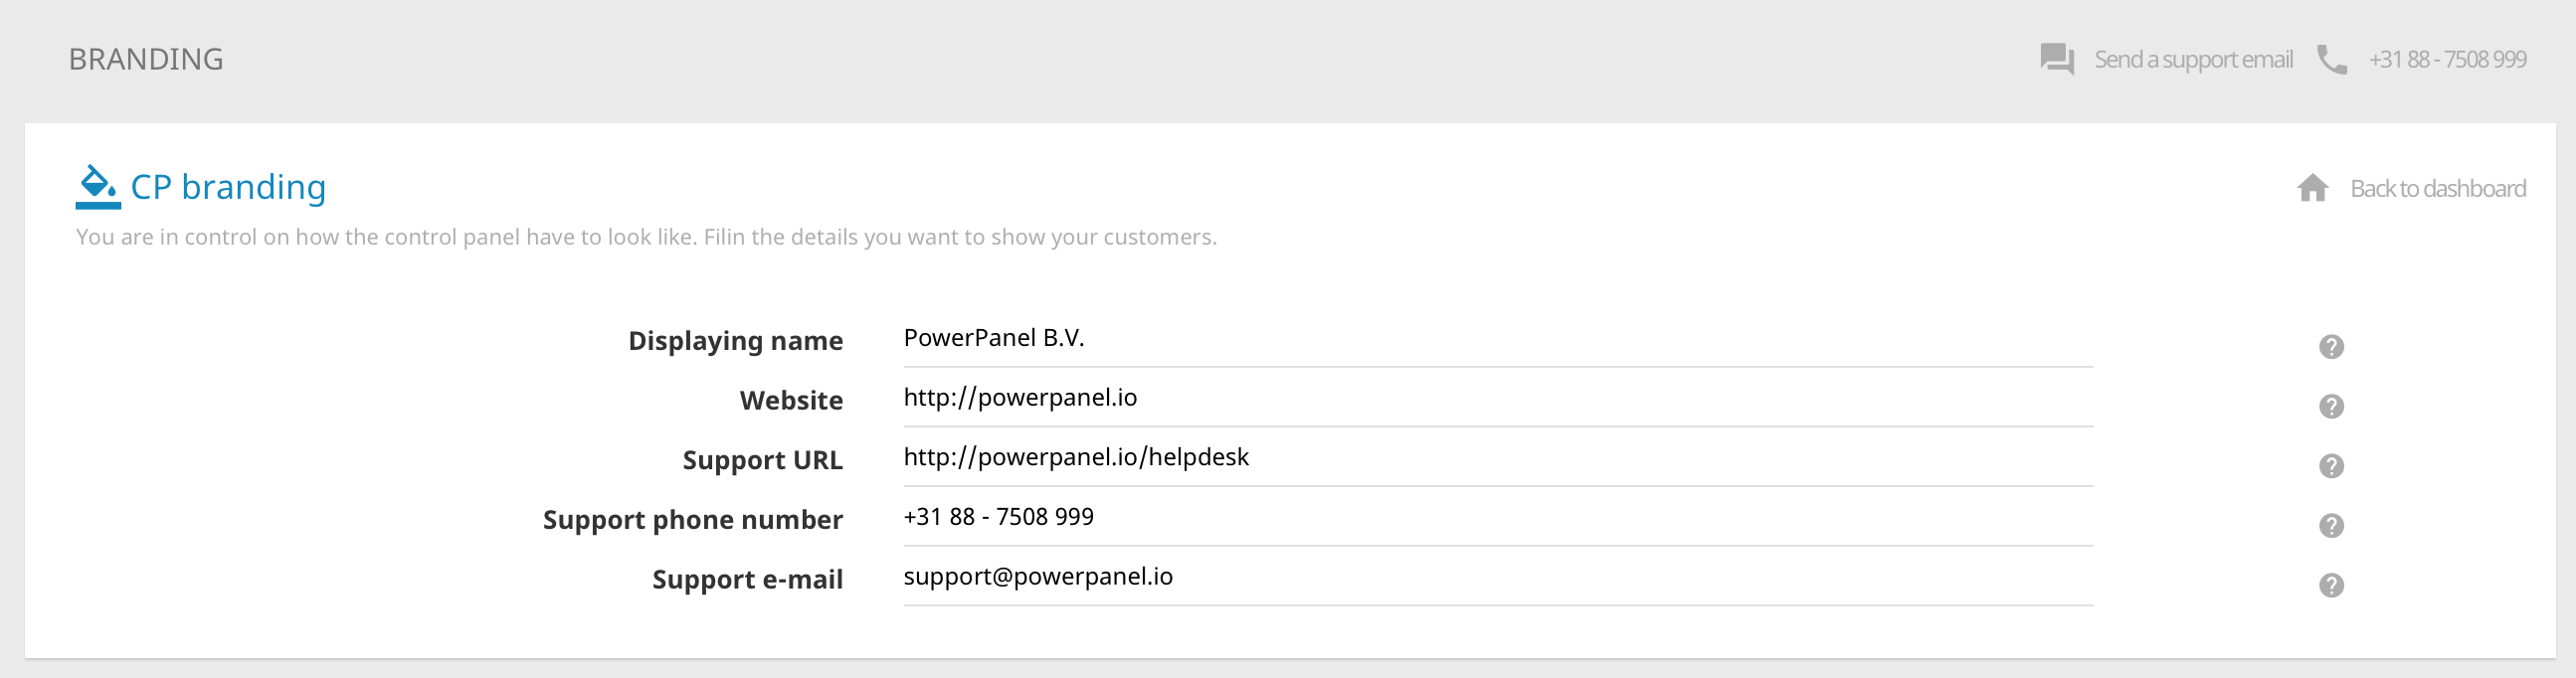 BRANDING
Send a support email +31 88 - 7508 999
CP branding
Back to dashboard
You are in control on how the control panel have to look like. Filin the details you want to show your customers.
Displaying name PowerPanel B.V.
Website http://powerpanel.io
Support URL http://powerpanel.io/helpdesk
Support phone number +31 88 - 7508 999
Support e-mail support@powerpanel.io